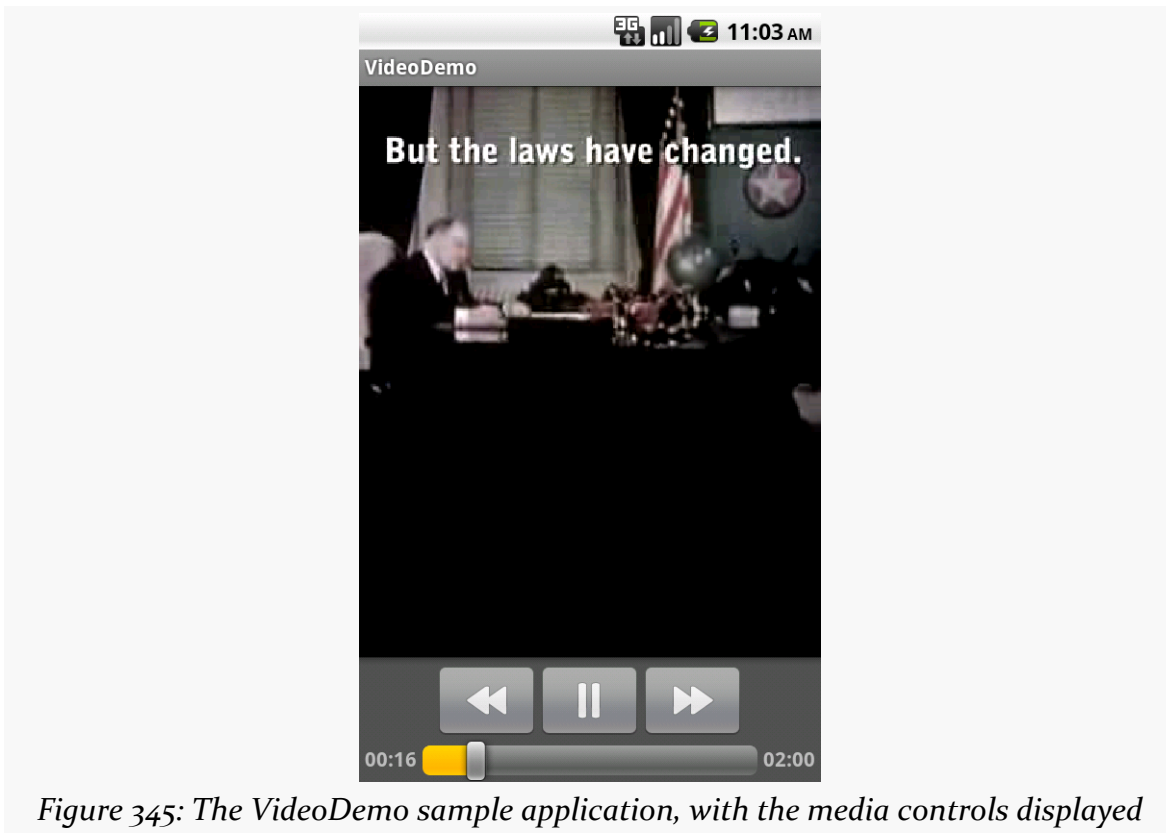 3G 11:03 AM
VideoDemo
But the laws have changed.
00:16 02:00
Figure 345: The VideoDemo sample application, with the media controls displayed